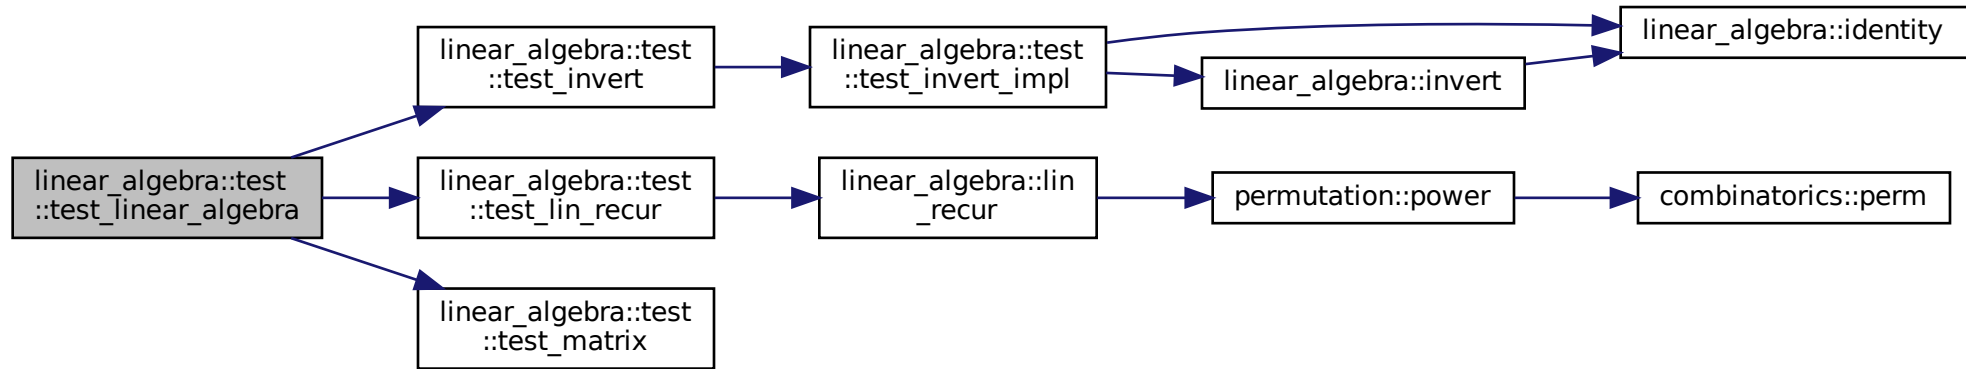 linear_algebra::test
::test_linear_algebra
linear_algebra::test
::test_invert
linear_algebra::test
::test_invert_impl
linear_algebra::identity
linear_algebra::invert
linear_algebra::test
::test_lin_recur
linear_algebra::lin
_recur
permutation::power
combinatorics::perm
linear_algebra::test
::test_matrix